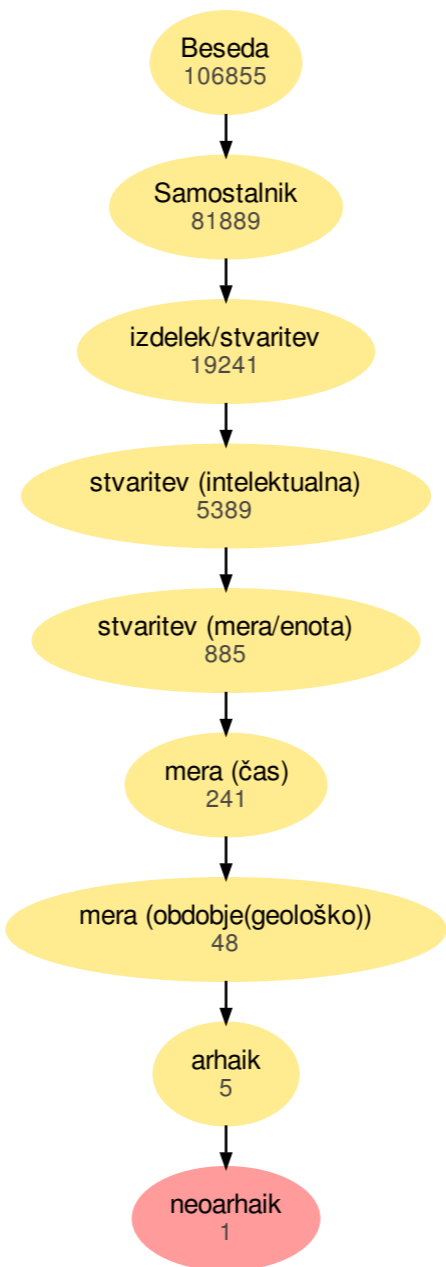 Beseda
106855
Samostalnik
81889
izdelek/stvaritev
19241
stvaritev (intelektualna)
5389
stvaritev (mera/enota)
885
mera (čas)
241
mera (obdobje(geološko))
48
arhaik
5
neoarhaik
1